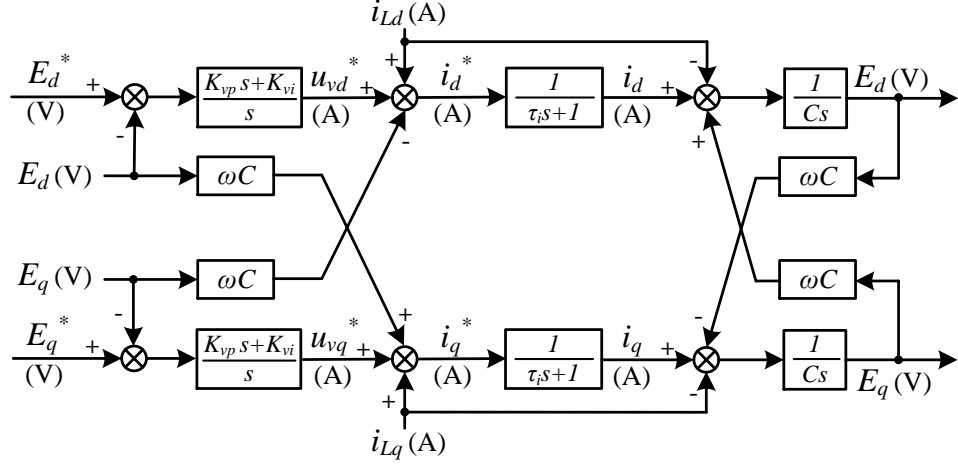 i_Ld (A)
E_d^* + K_vp s+K_vi u_vd^* + + i_d^* 1 i_d + - 1 E_d (V)
(V) - s (A) - (A) τ_i s+1 (A) + Cs
E_d (V) ωC ωC
E_q (V) ωC ωC
E_q^* - K_vp s+K_vi u_vq^* + i_q^* 1 i_q - 1
+ s + τ_i s+1 + Cs
(V) (A) + (A) (A) - E_q (V)
i_Lq (A)